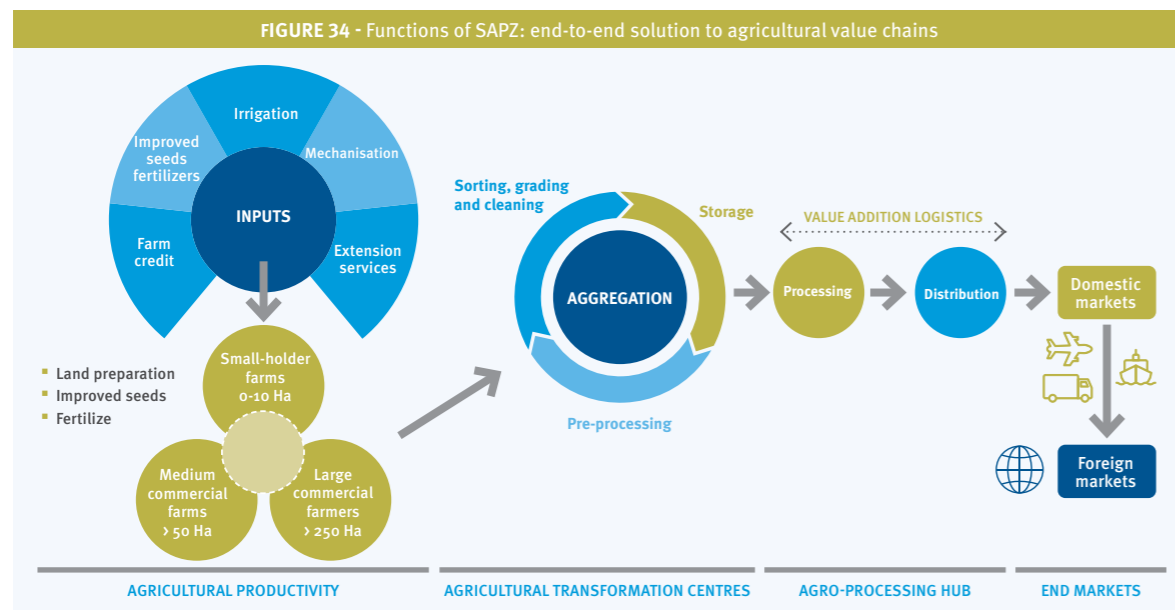 FIGURE 34 - Functions of SAPZ: end-to-end solution to agricultural value chains
Irrigation
Improved
seeds
fertilizers
Mechanisation
INPUTS
Farm
credit
Extension
services
Small-holder
farms
0-10 Ha
▪ Land preparation
▪ Improved seeds
▪ Fertilize
Medium
commercial
farms
> 50 Ha
Large
commercial
farmers
> 250 Ha
Sorting, grading
and cleaning
Storage
AGGREGATION
Pre-processing
VALUE ADDITION LOGISTICS
Processing
Distribution
Domestic
markets
Foreign
markets
AGRICULTURAL PRODUCTIVITY
AGRICULTURAL TRANSFORMATION CENTRES
AGRO-PROCESSING HUB
END MARKETS